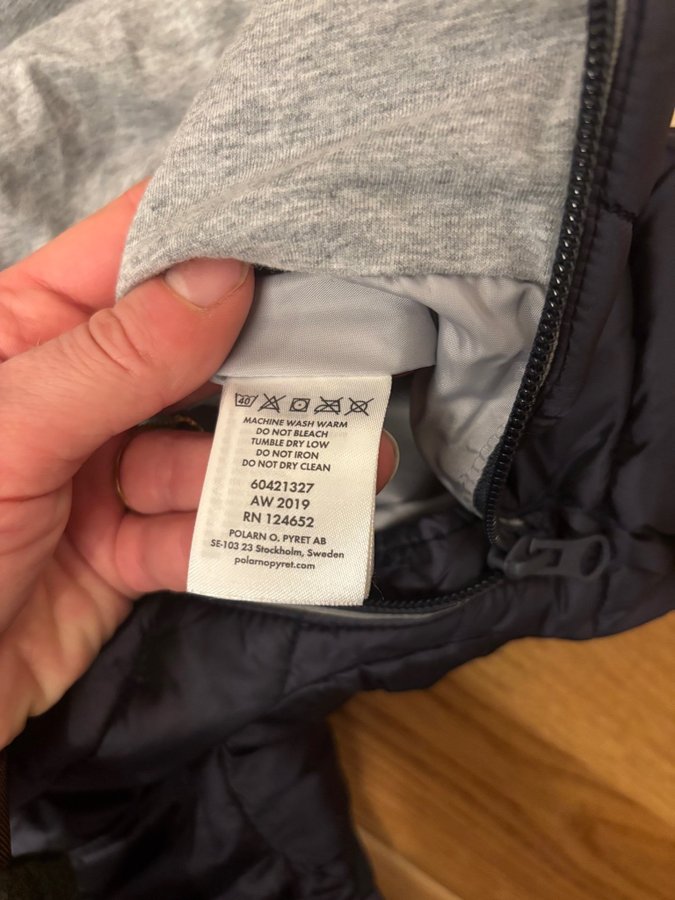 40
MACHINE WASH WARM
DO NOT BLEACH
TUMBLE DRY LOW
DO NOT IRON
DO NOT DRY CLEAN
60421327
AW 2019
RN 124652
POLARN O. PYRET AB
SE-103 23 Stockholm, Sweden
polarnopyret.com